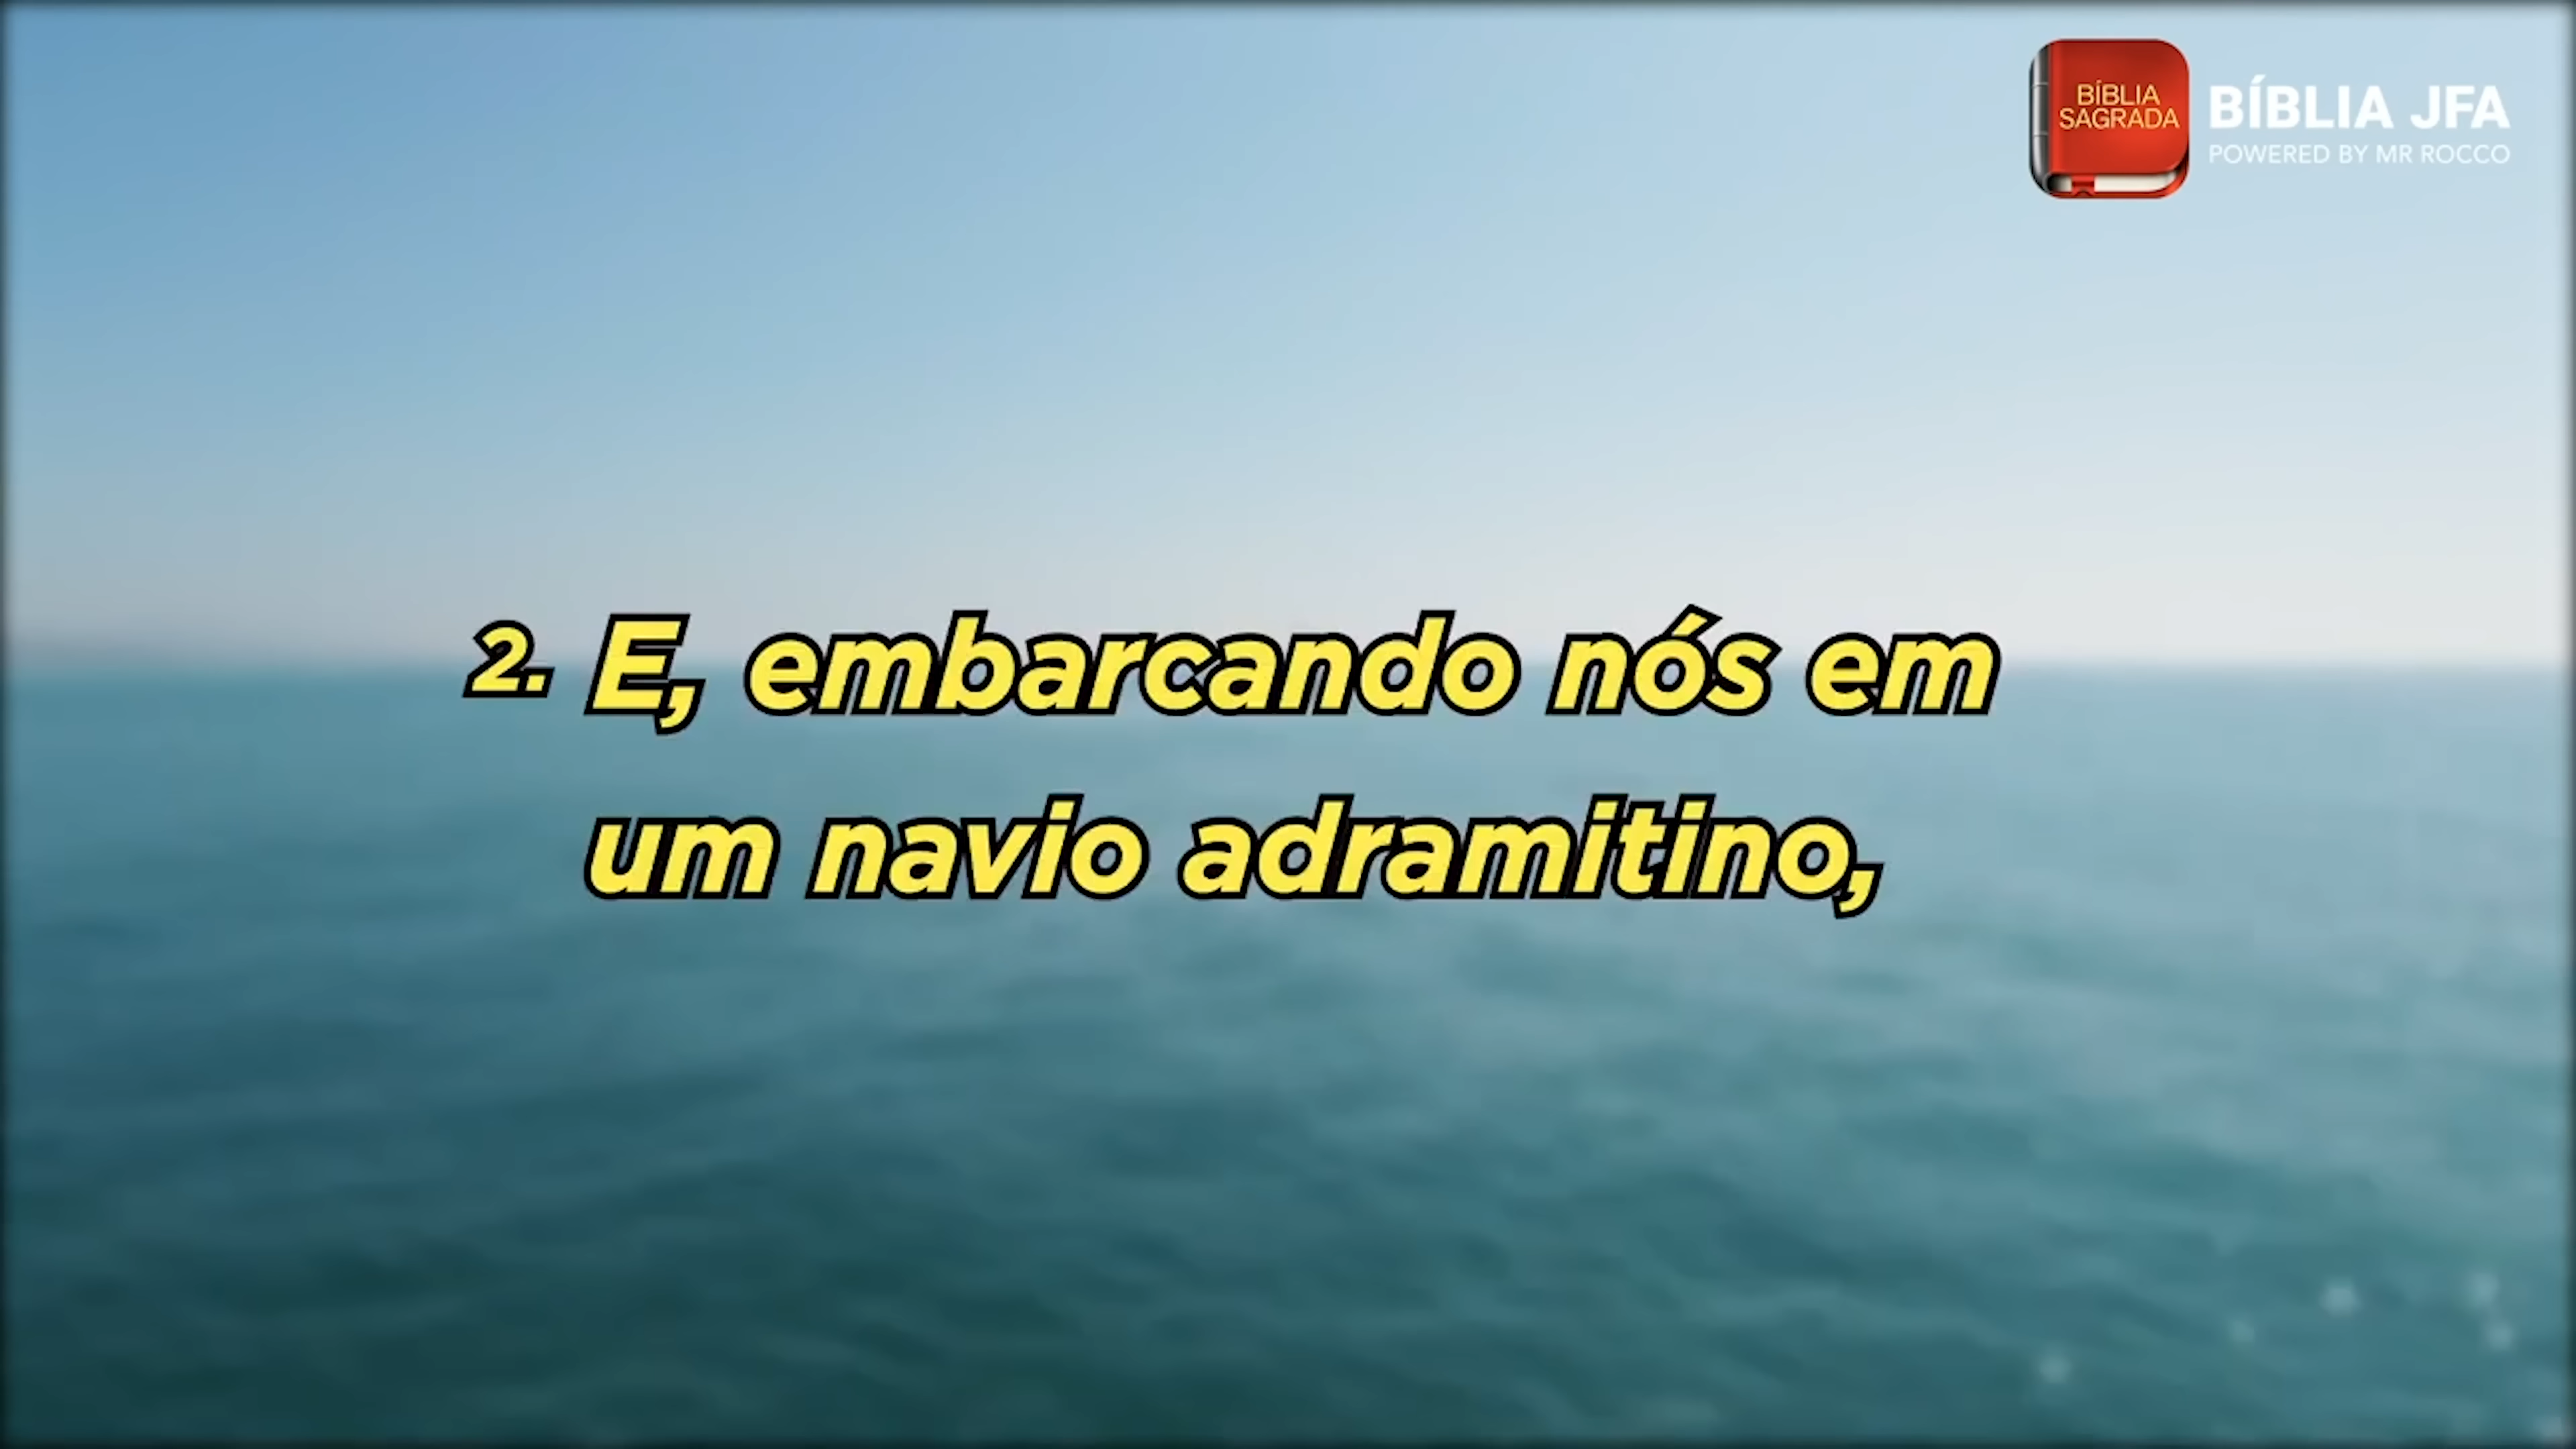 BÍBLIA
SAGRADA
BÍBLIA JFA
POWERED BY MR ROCCO
2. E, embarcando nós em
um navio adramitino,